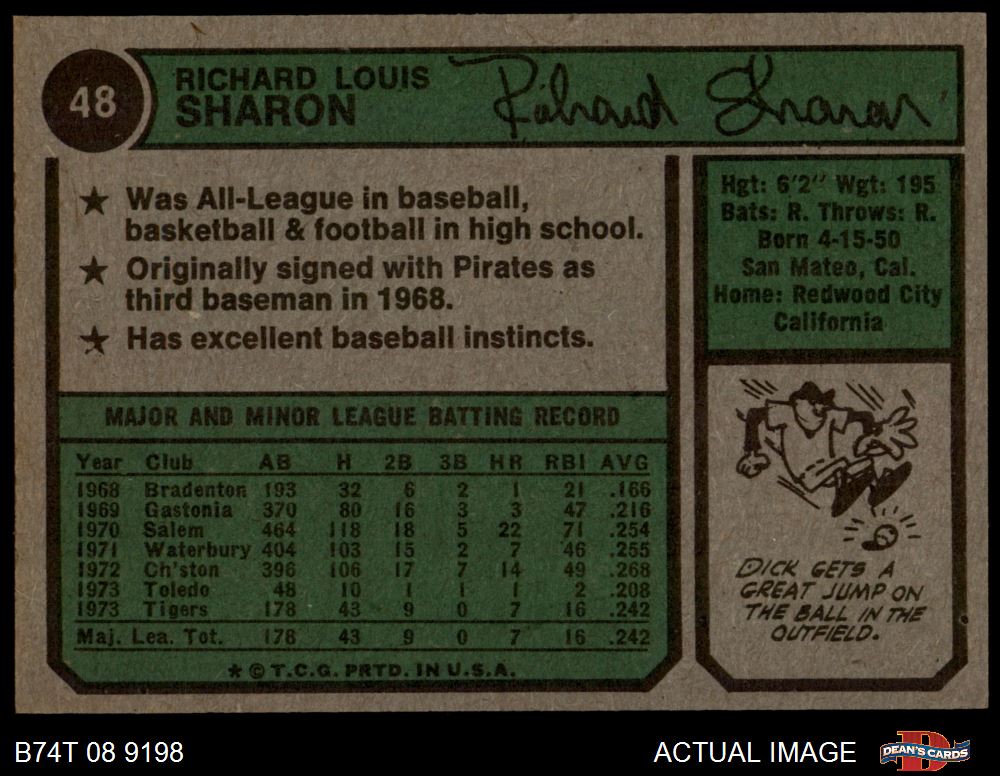 48
RICHARD LOUIS
SHARON
Richard Sharon
★ Was All-League in baseball,
basketball & football in high school.
★ Originally signed with Pirates as
third baseman in 1968.
★ Has excellent baseball instincts.
Hgt: 6'2" Wgt: 195
Bats: R. Throws: R.
Born 4-15-50
San Mateo, Cal.
Home: Redwood City
California
MAJOR AND MINOR LEAGUE BATTING RECORD
Year Club AB H 2B 3B HR RBI AVG
1968 Bradenton 193 32 6 2 1 21 .166
1969 Gastonia 370 80 16 3 3 47 .216
1970 Salem 464 118 18 5 22 71 .254
1971 Waterbury 404 103 15 2 7 46 .255
1972 Ch'ston 396 106 17 7 14 49 .268
1973 Toledo 48 10 1 1 1 2 .208
1973 Tigers 178 43 9 0 7 16 .242
Maj. Lea. Tot. 178 43 9 0 7 16 .242
★ © T.C.G. PRTD. IN U.S.A.
DICK GETS A
GREAT JUMP ON
THE BALL IN THE
OUTFIELD.
B74T 08 9198
ACTUAL IMAGE
D
DEAN'S CARDS